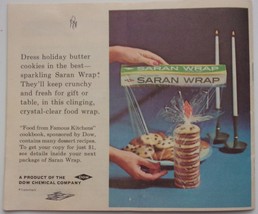 Dress holiday butter
cookies in the best—
sparkling Saran Wrap!
They'll keep crunchy
and fresh for gift or
table, in this clinging,
crystal-clear food wrap.
"Food from Famous Kitchens"
cookbook, sponsored by Dow,
contains many dessert recipes.
To get your copy for just $1,
see details inside your next
package of Saran Wrap.
A PRODUCT OF THE
DOW CHEMICAL COMPANY
SARAN WRAP
SARAN WRAP